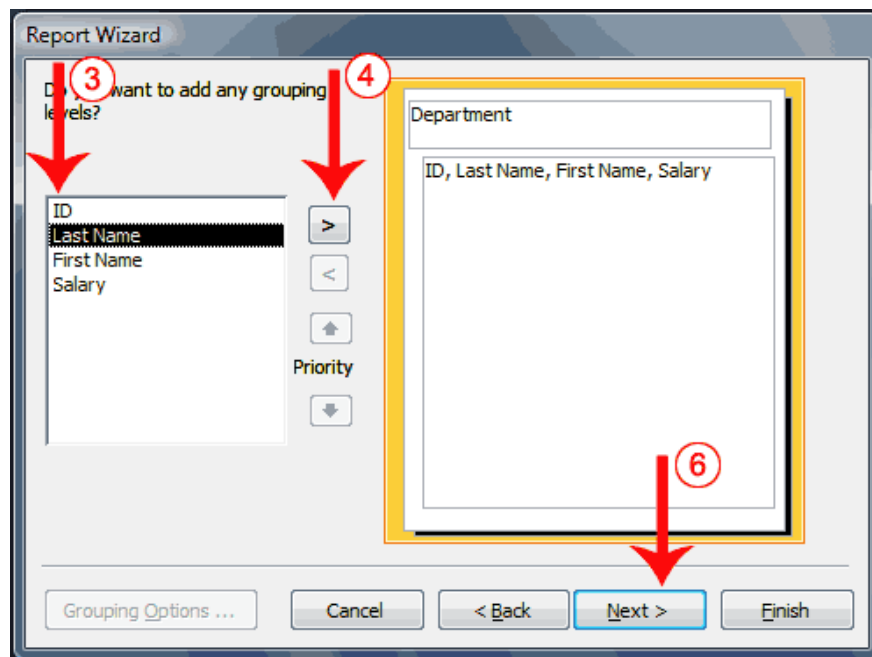 Report Wizard
3
4
want to add any grouping
levels?
Department
ID, Last Name, First Name, Salary
ID
Last Name
First Name
Salary
>
<
Priority
6
Grouping Options ...
Cancel
< Back
Next >
Finish